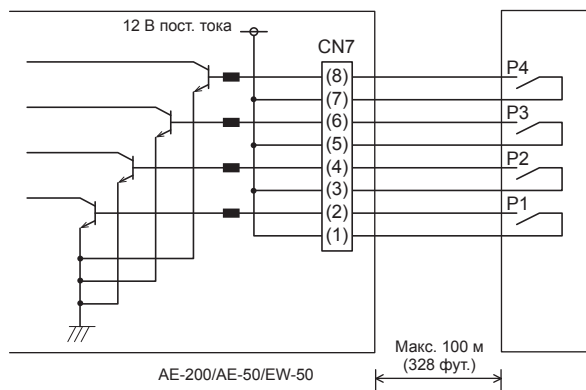 12 В пост. тока
CN7
(8)
P4
(7)
(6)
P3
(5)
(4)
P2
(3)
(2)
P1
(1)
Макс. 100 м
(328 фут.)
AE-200/AE-50/EW-50